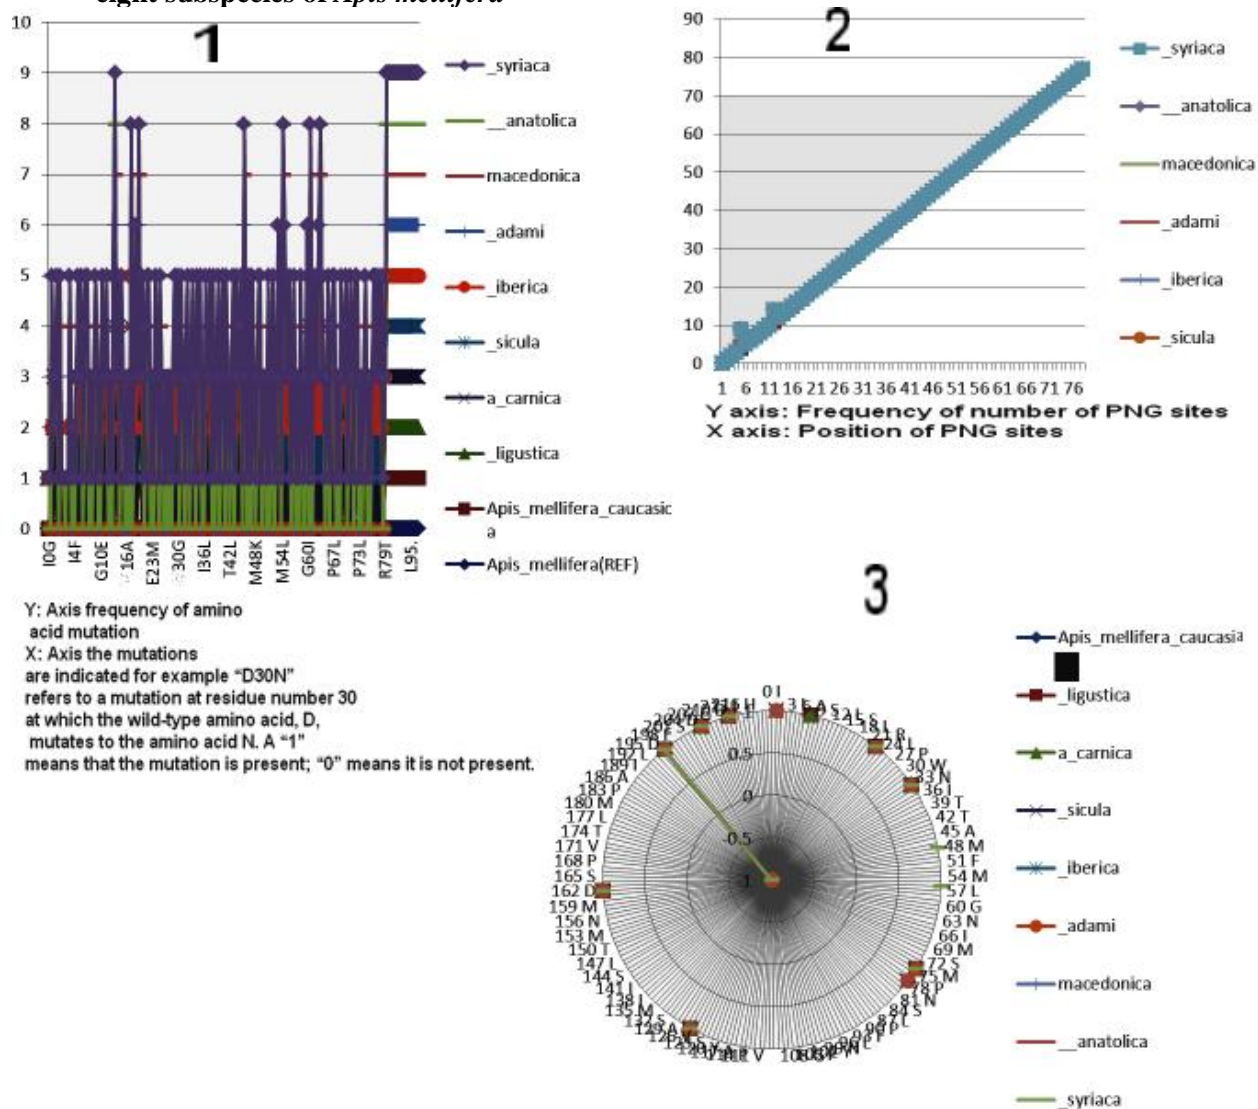 eight subspecies of Apis mellifera
1
10
9
8
7
6
5
4
3
2
1
0
I0G
I4F
G10E
16A
E23M
30G
I36L
T42L
M48K
M54L
G60I
P67L
P73L
R79T
L95.
_syriaca
__anatolica
macedonica
_adami
_iberica
_sicula
a_carnica
_ligustica
Apis_mellifera_caucasic
a
Apis_mellifera(REF)
Y: Axis frequency of amino
acid mutation
X: Axis the mutations
are indicated for example “D30N”
refers to a mutation at residue number 30
at which the wild-type amino acid, D,
mutates to the amino acid N. A “1”
means that the mutation is present; “0” means it is not present.
2
90
80
70
60
50
40
30
20
10
0
1 6 11 16 21 26 31 36 41 46 51 56 61 66 71 76
Y axis: Frequency of number of PNG sites
X axis: Position of PNG sites
_syriaca
__anatolica
macedonica
_adami
_iberica
_sicula
3
0 I
27 P
30 W
33 N
36 I
39 T
42 T
45 A
48 M
51 F
54 M
57 L
60 G
63 N
66 I
69 M
72 S
75 M
78 P
81 N
84 S
87 L
135 M
138 I
141 I
144 S
147 L
150 T
153 M
156 N
159 M
162 D
165 S
168 P
171 V
174 T
177 L
180 M
183 P
186 A
189 I
192 I
195 D
0.5
0
-0.5
Apis_mellifera_caucasia
_ligustica
a_carnica
_sicula
_iberica
_adami
macedonica
__anatolica
_syriaca